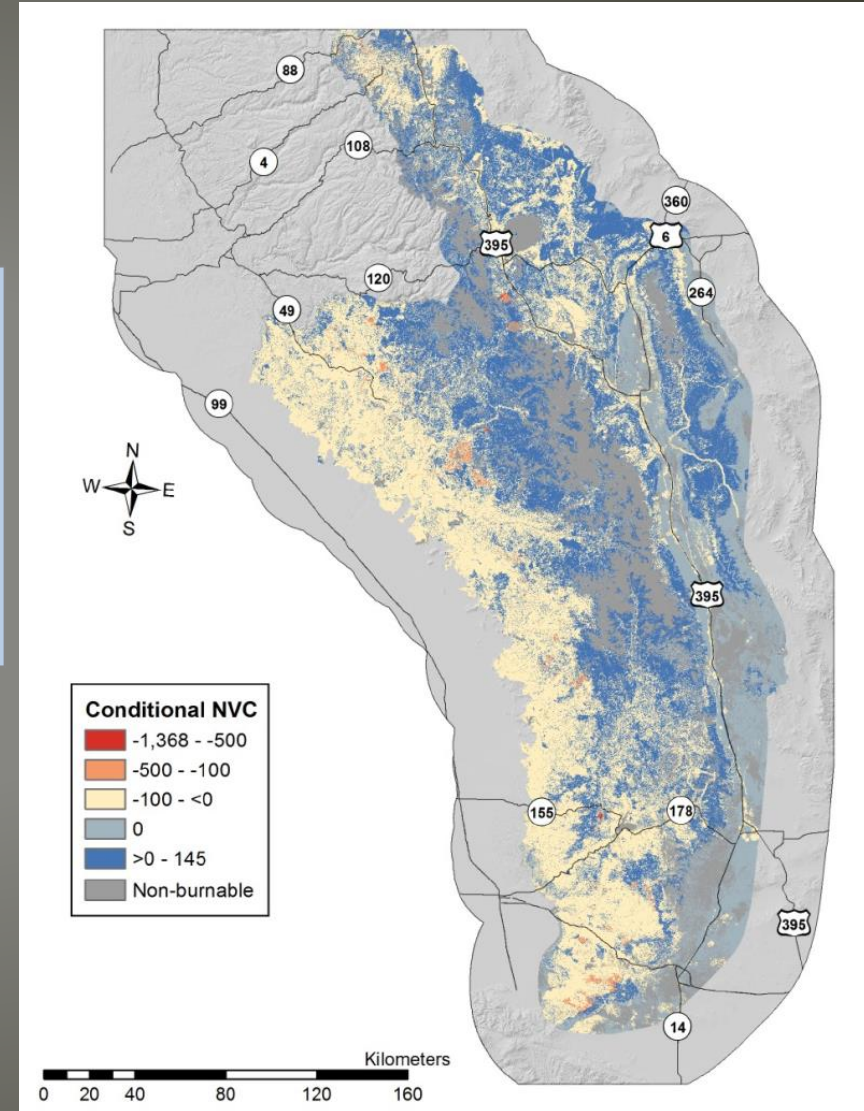 88
4
108
360
395
6
120
264
49
99
N
W E
S
395
Conditional NVC
-1,368 - -500
-500 - -100
-100 - <0
0
>0 - 145
Non-burnable
155
178
395
14
Kilometers
0 20 40 80 120 160